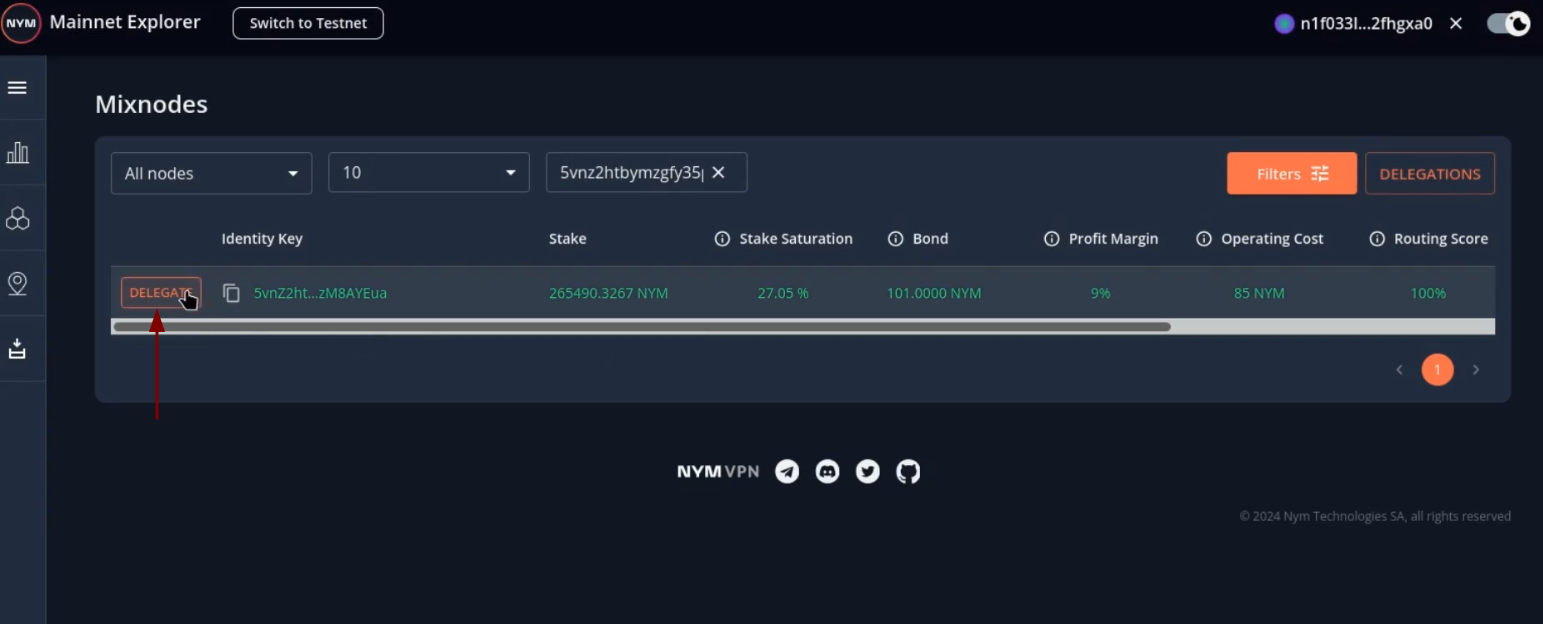 NYM Mainnet Explorer Switch to Testnet n1f033l...2fhgxa0
Mixnodes
All nodes 10 5vnz2htbymzgfy35 Filters DELEGATIONS
Identity Key Stake Stake Saturation Bond Profit Margin Operating Cost Routing Score
DELEGATE 5vnZ2ht...zM8AYEua 265490.3267 NYM 27.05 % 101.0000 NYM 9% 85 NYM 100%
1
NYM VPN
© 2024 Nym Technologies SA, all rights reserved